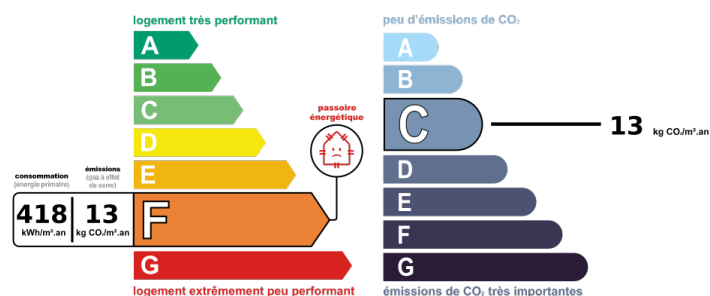 logement très performant
A
B
C
D
E
F
G
passoire
énergétique
consommation
(énergie primaire)
émissions
(gaz à effet
de serre)
418
kWh/m².an
13
kg CO₂/m².an
logement extrêmement peu performant
peu d'émissions de CO₂
A
B
C
D
E
F
G
13
kg CO₂/m².an
émissions de CO₂ très importantes